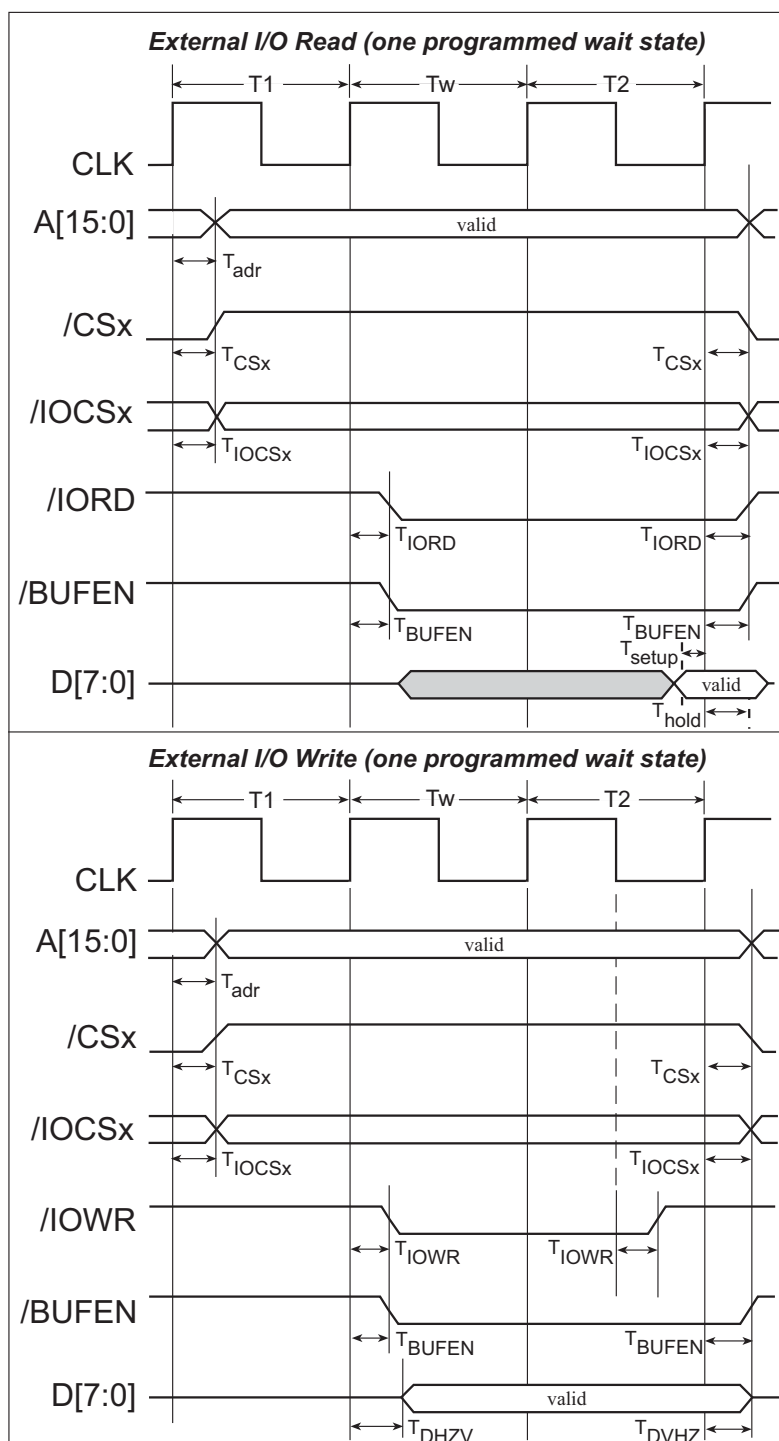 External I/O Read (one programmed wait state)
T1 Tw T2
CLK
A[15:0] valid
Tadr
/CSx
TCSx TCSx
/IOCSx
TIOCSx TIOCSx
/IORD
TIORD TIORD
/BUFEN
TBUFEN TBUFEN
Tsetup
D[7:0] valid
Thold
External I/O Write (one programmed wait state)
T1 Tw T2
CLK
A[15:0] valid
Tadr
/CSx
TCSx TCSx
/IOCSx
TIOCSx TIOCSx
/IOWR
TIOWR TIOWR
/BUFEN
TBUFEN TBUFEN
D[7:0] valid
TDHZV TDVHZ